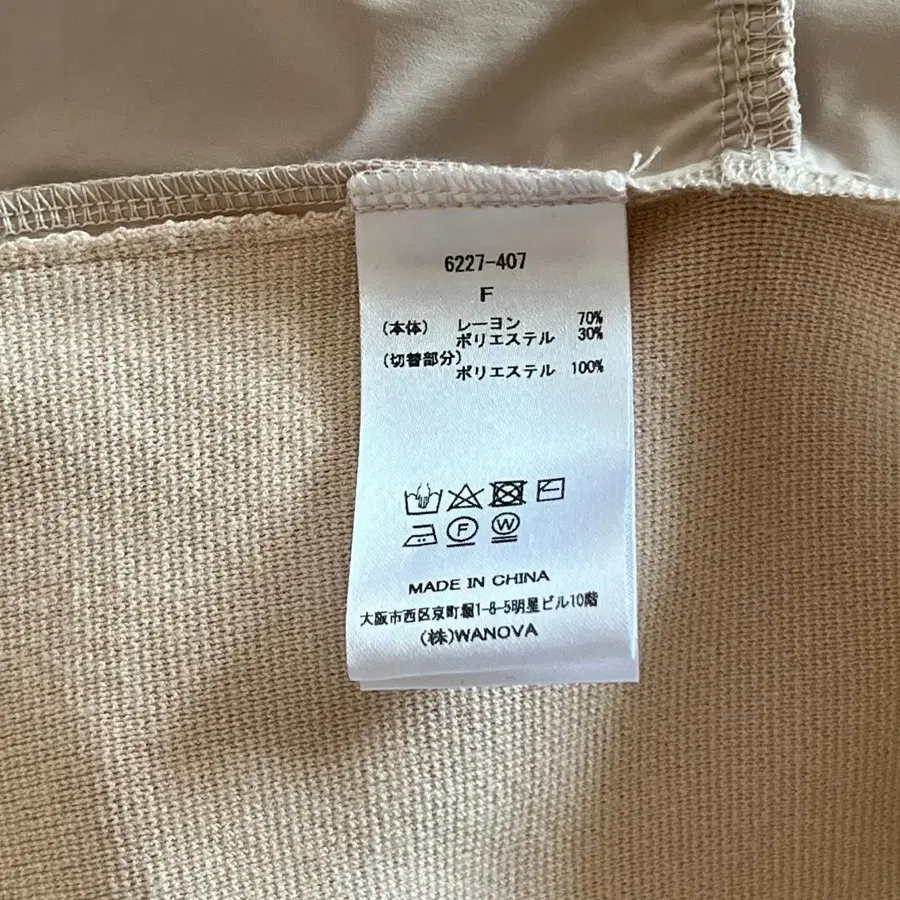 6227-407
F
(本体) レーヨン 70%
ポリエステル 30%
(切替部分)
ポリエステル 100%
F W
MADE IN CHINA
大阪市西区京町堀1-8-5明星ビル10階
(株)WANOVA